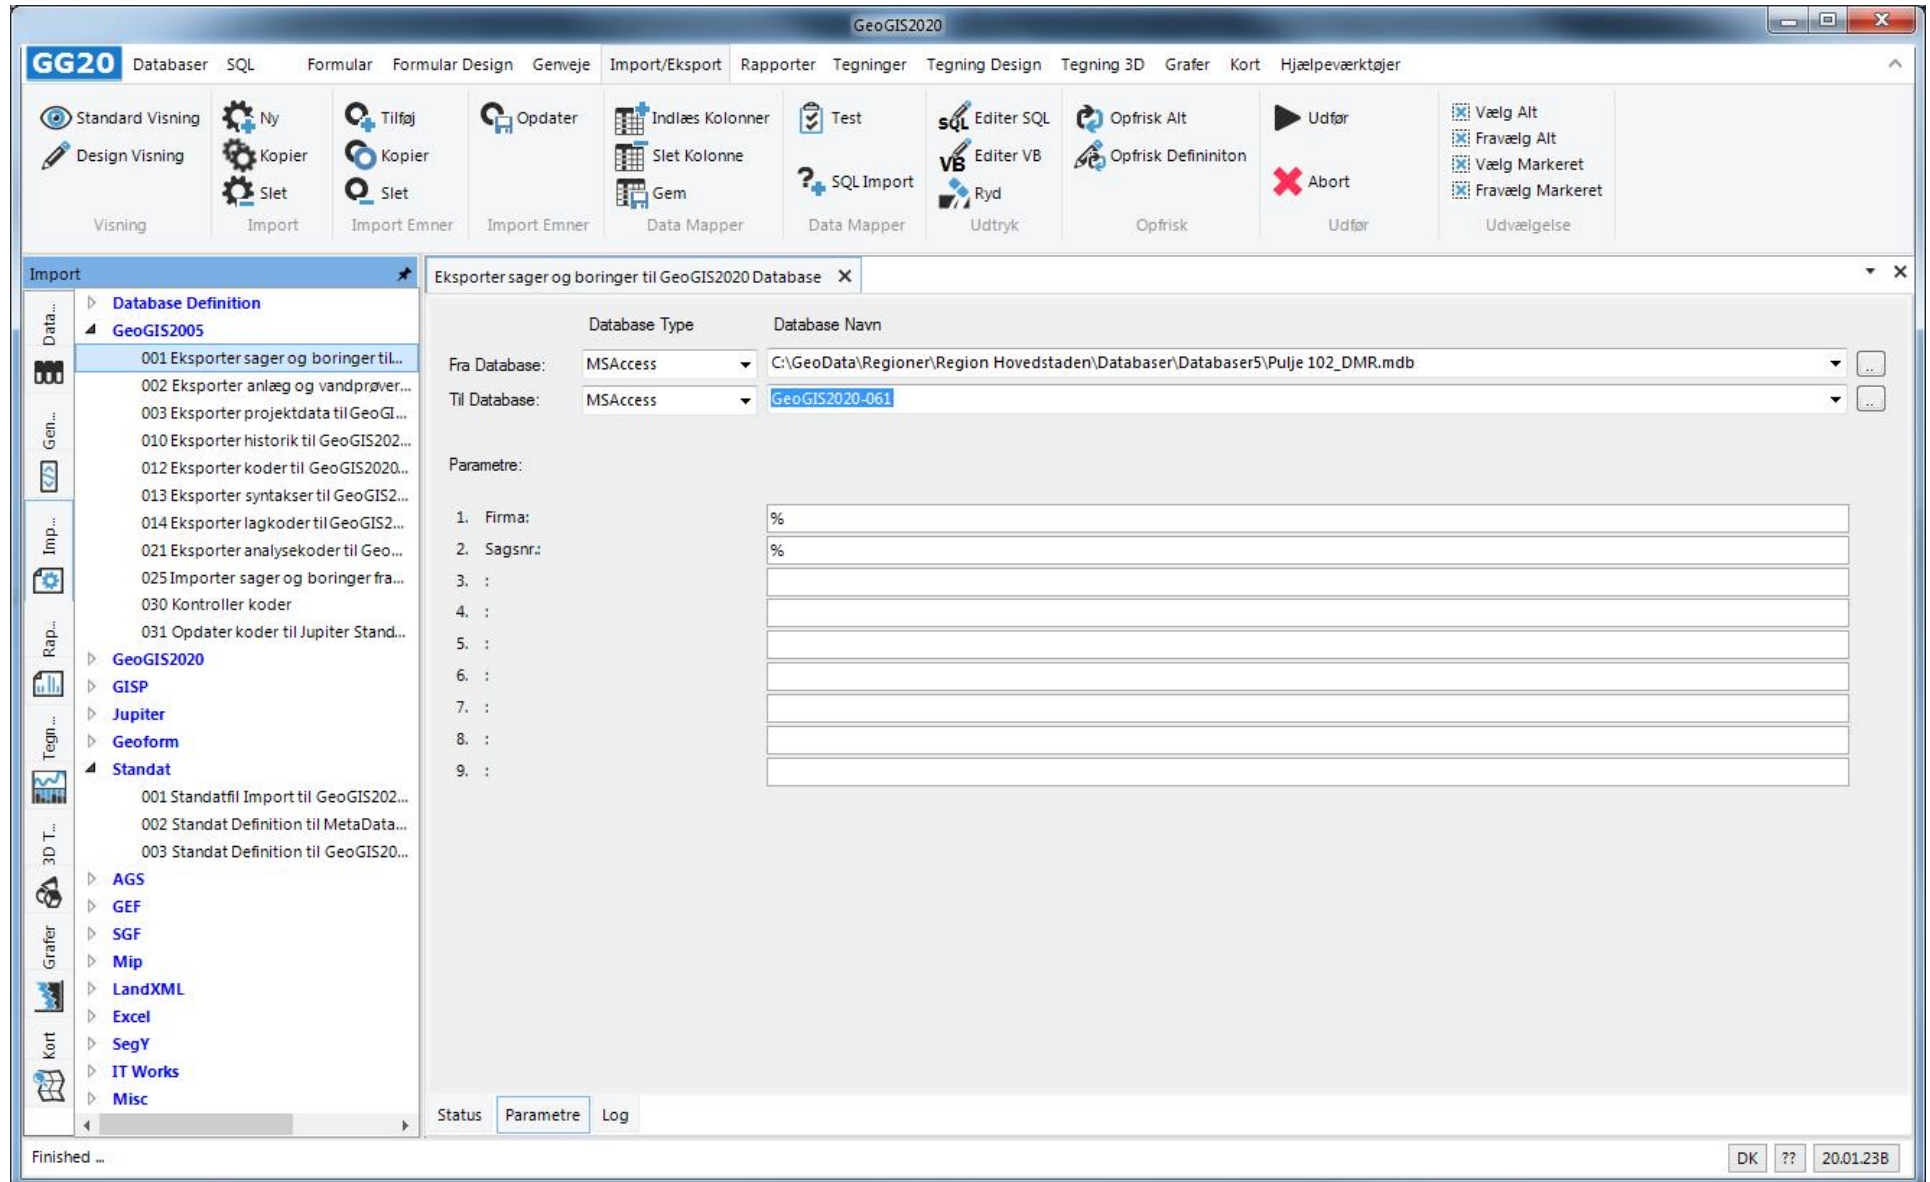 GeoGIS2020
GG20 Databaser SQL Formular Formular Design Genveje Import/Eksport Rapporter Tegninger Tegning Design Tegning 3D Grafer Kort Hjælpeværktøjer
Standard Visning
Design Visning
Visning
Ny
Kopier
Slet
Import
Tilføj
Kopier
Slet
Import Emner
Opdater
Import Emner
Indlæs Kolonner
Slet Kolonne
Gem
Data Mapper
Test
SQL Import
Data Mapper
SQL Editer SQL
VB Editer VB
Ryd
Udtryk
Opfrisk Alt
Opfrisk Defininiton
Opfrisk
Udfør
Abort
Udfør
Vælg Alt
Fravælg Alt
Vælg Markeret
Fravælg Markeret
Udvælgelse
Import
Data...
Gen...
Imp...
Rap...
Tegn ...
3D T...
Grafer
Kort
Database Definition
GeoGIS2005
001 Eksporter sager og boringer til...
002 Eksporter anlæg og vandprøver...
003 Eksporter projektdata til GeoGI...
010 Eksporter historik til GeoGIS202...
012 Eksporter koder til GeoGIS2020...
013 Eksporter syntakser til GeoGIS2...
014 Eksporter lagkoder til GeoGIS2...
021 Eksporter analysekoder til Geo...
025 Importer sager og boringer fra...
030 Kontroller koder
031 Opdater koder til Jupiter Stand...
GeoGIS2020
GISP
Jupiter
Geoform
Standat
001 Standatfil Import til GeoGIS202...
002 Standat Definition til MetaData...
003 Standat Definition til GeoGIS20...
AGS
GEF
SGF
Mip
LandXML
Excel
SegY
IT Works
Misc
Eksporter sager og boringer til GeoGIS2020 Database
Database Type Database Navn
Fra Database: MSAccess C:\GeoData\Regioner\Region Hovedstaden\Databaser\Databaser5\Pulje 102_DMR.mdb ..
Til Database: MSAccess GeoGIS2020-061 ..
Parametre:
1. Firma: %
2. Sagsnr.: %
3. :
4. :
5. :
6. :
7. :
8. :
9. :
Status Parametre Log
Finished ...
DK ?? 20.01.23B